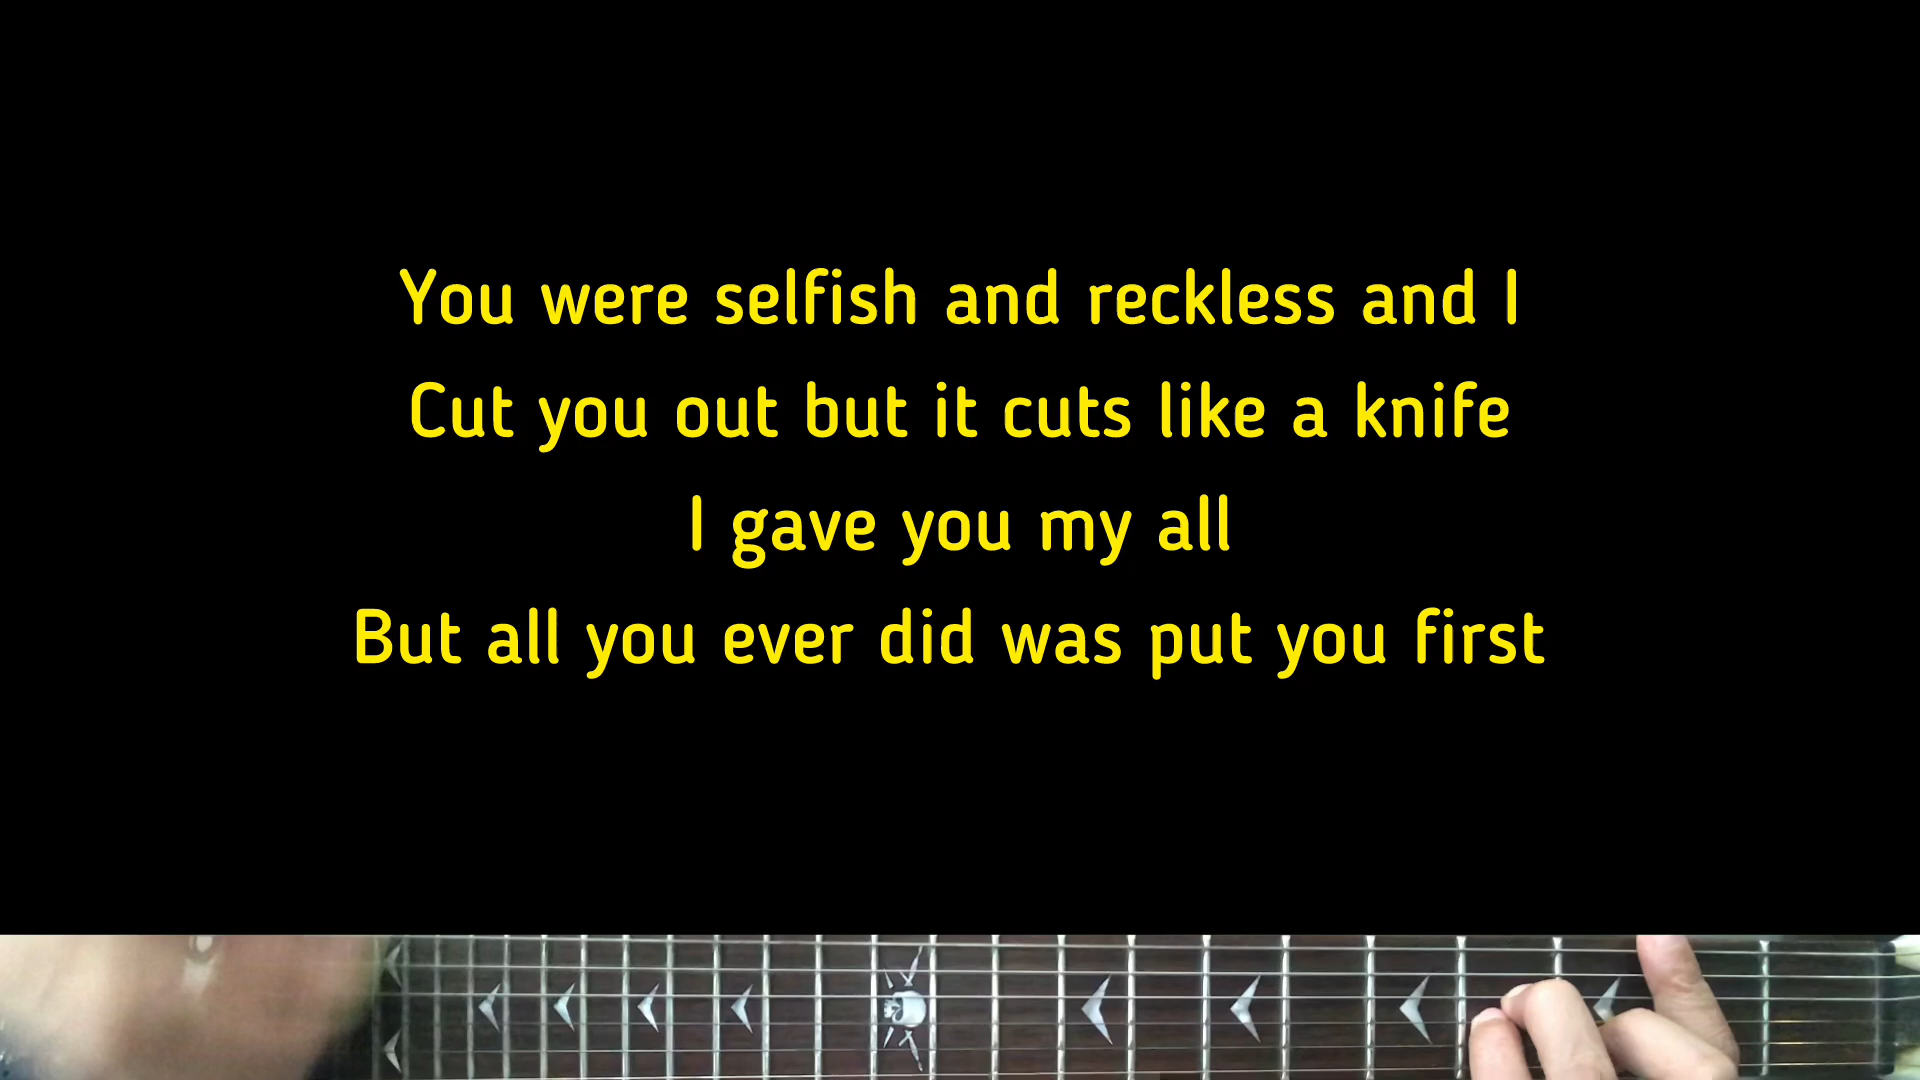 You were selfish and reckless and I
Cut you out but it cuts like a knife
I gave you my all
But all you ever did was put you first